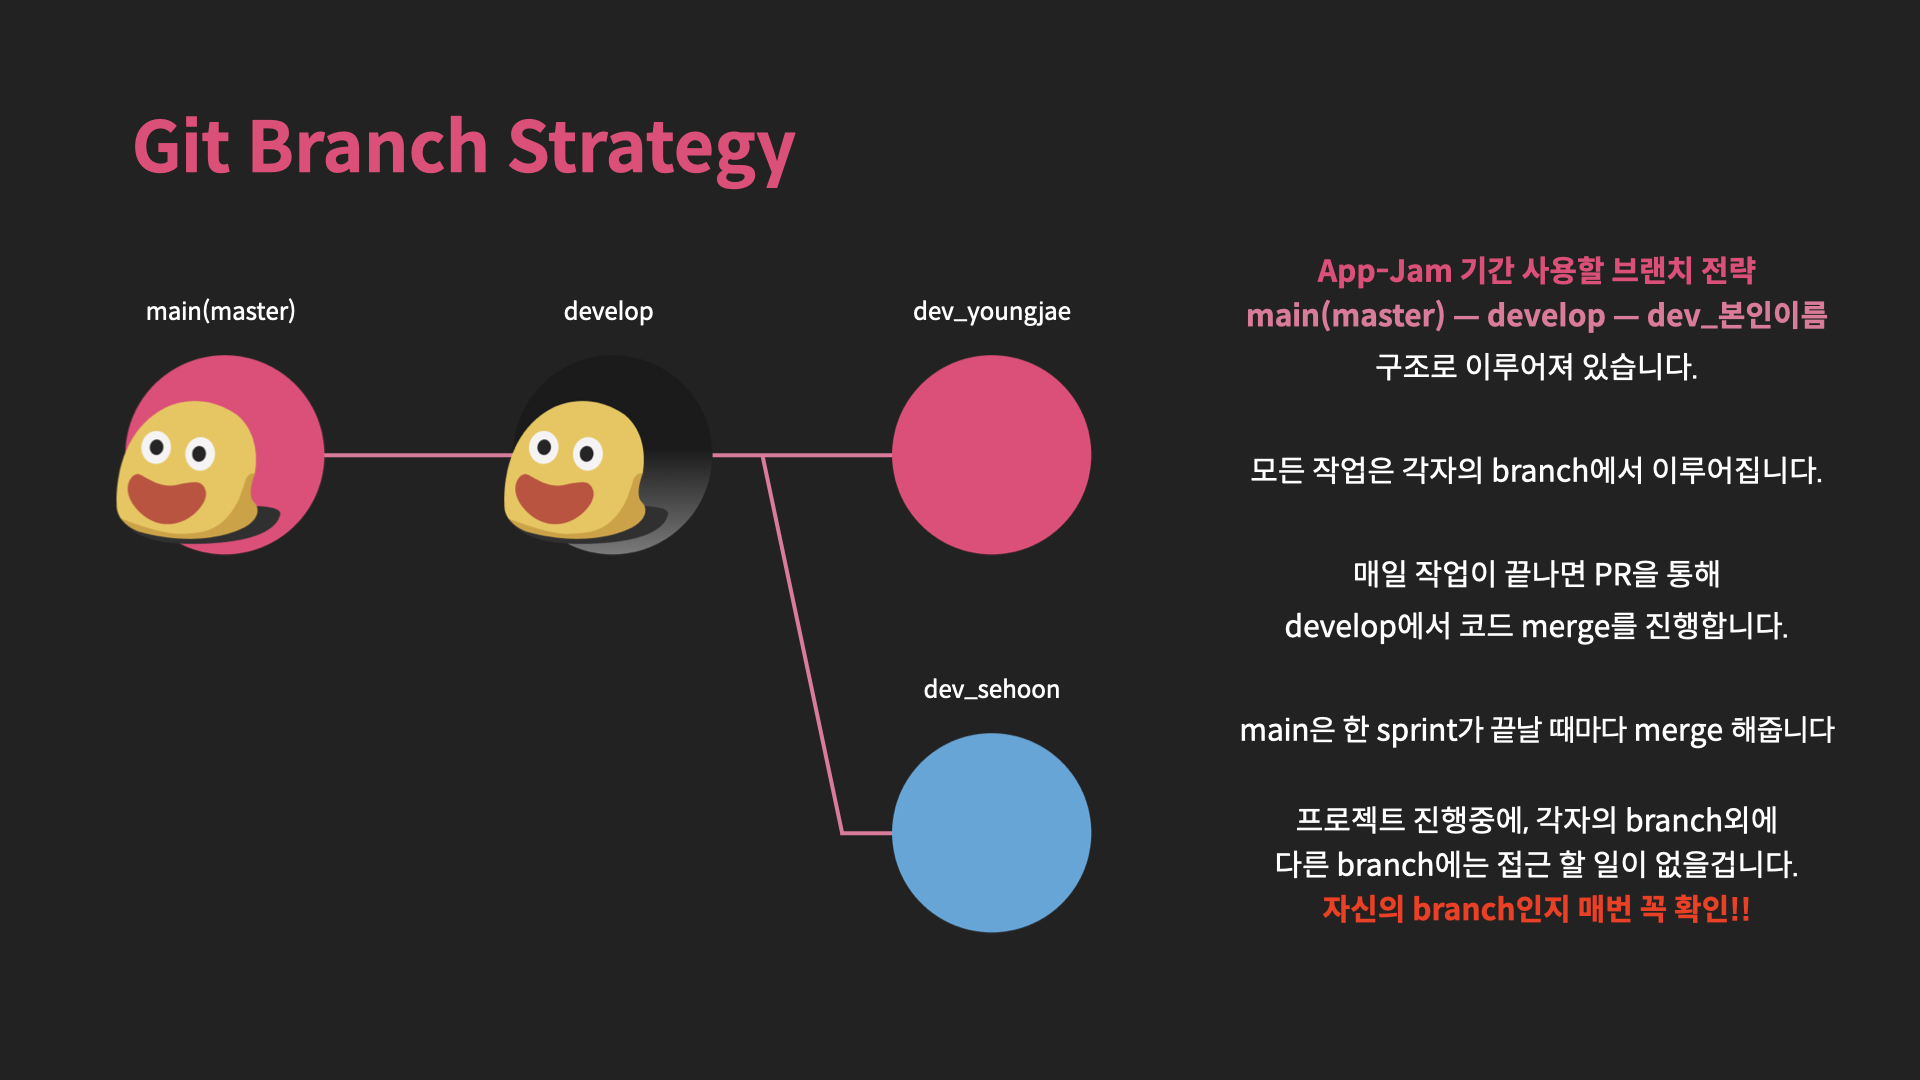 Git Branch Strategy
main(master)
develop
dev_youngjae
dev_sehoon
App-Jam 기간 사용할 브랜치 전략
main(master) — develop — dev_본인이름
구조로 이루어져 있습니다.
모든 작업은 각자의 branch에서 이루어집니다.
매일 작업이 끝나면 PR을 통해
develop에서 코드 merge를 진행합니다.
main은 한 sprint가 끝날 때마다 merge 해줍니다
프로젝트 진행중에, 각자의 branch외에
다른 branch에는 접근 할 일이 없을겁니다.
자신의 branch인지 매번 꼭 확인!!